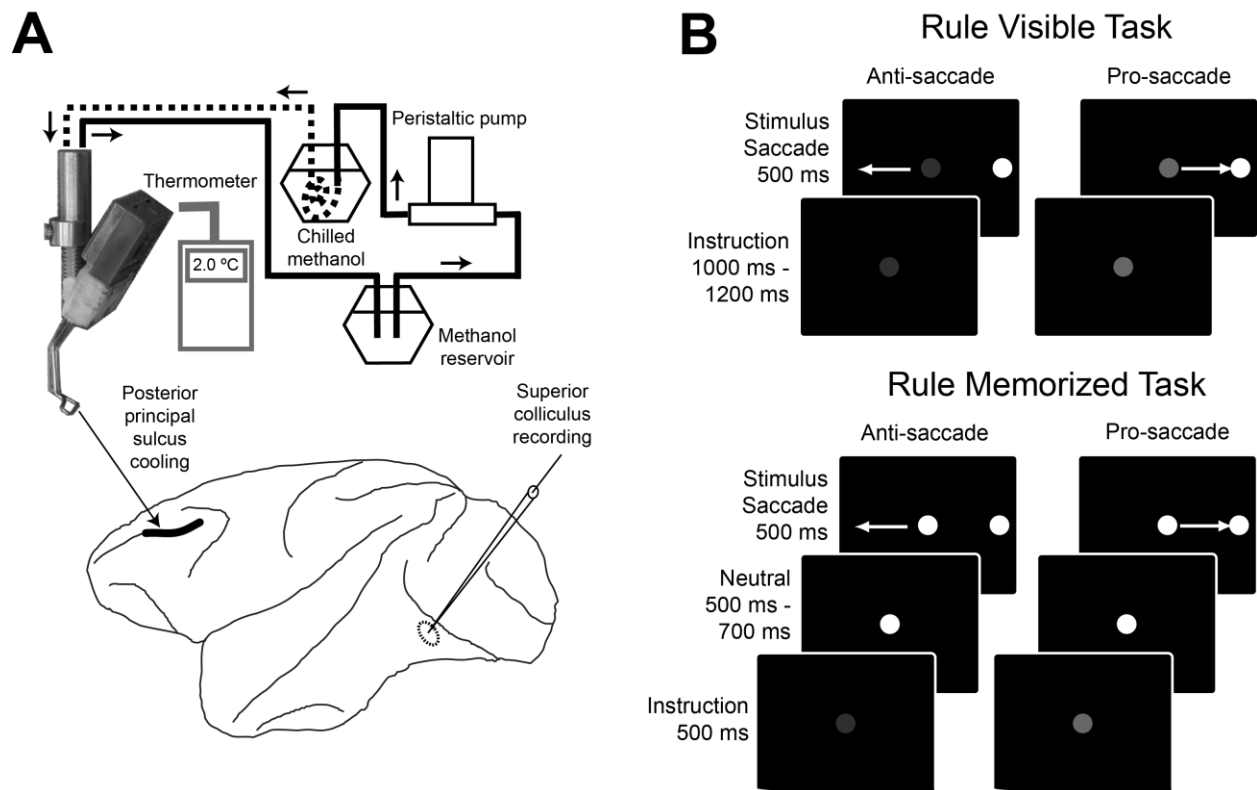 A
Peristaltic pump
Thermometer
2.0 ºC
Chilled
methanol
Methanol
reservoir
Posterior
principal
sulcus
cooling
Superior
colliculus
recording
B
Rule Visible Task
Anti-saccade
Pro-saccade
Stimulus
Saccade
500 ms
Instruction
1000 ms -
1200 ms
Rule Memorized Task
Anti-saccade
Pro-saccade
Stimulus
Saccade
500 ms
Neutral
500 ms -
700 ms
Instruction
500 ms